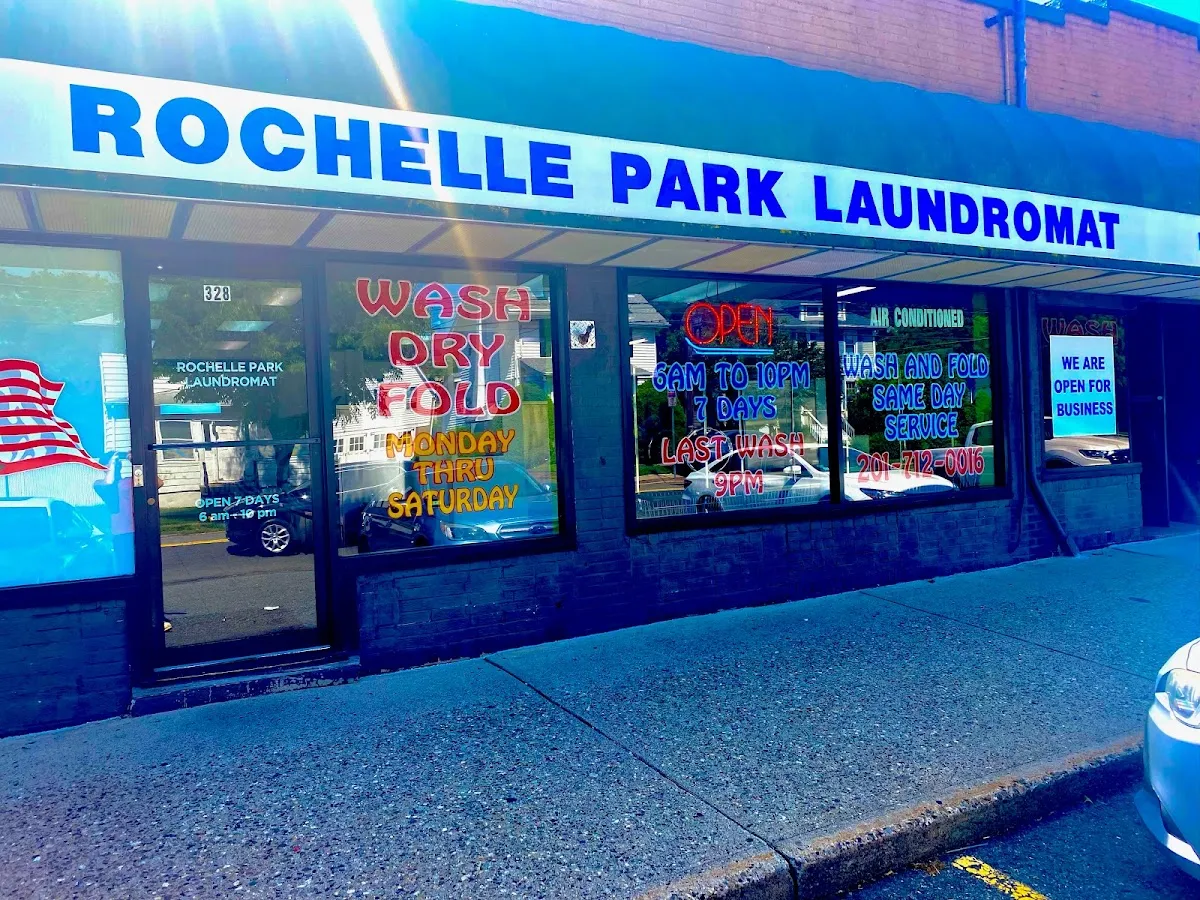 ROCHELLE PARK LAUNDROMAT
328
ROCHELLE PARK
LAUNDROMAT
OPEN 7 DAYS
6 am - 10 pm
WASH
DRY
FOLD
MONDAY
THRU
SATURDAY
OPEN
6AM TO 10PM
7 DAYS
LAST WASH
9PM
AIR CONDITIONED
WASH AND FOLD
SAME DAY
SERVICE
201-712-0016
WASH
WE ARE
OPEN FOR
BUSINESS